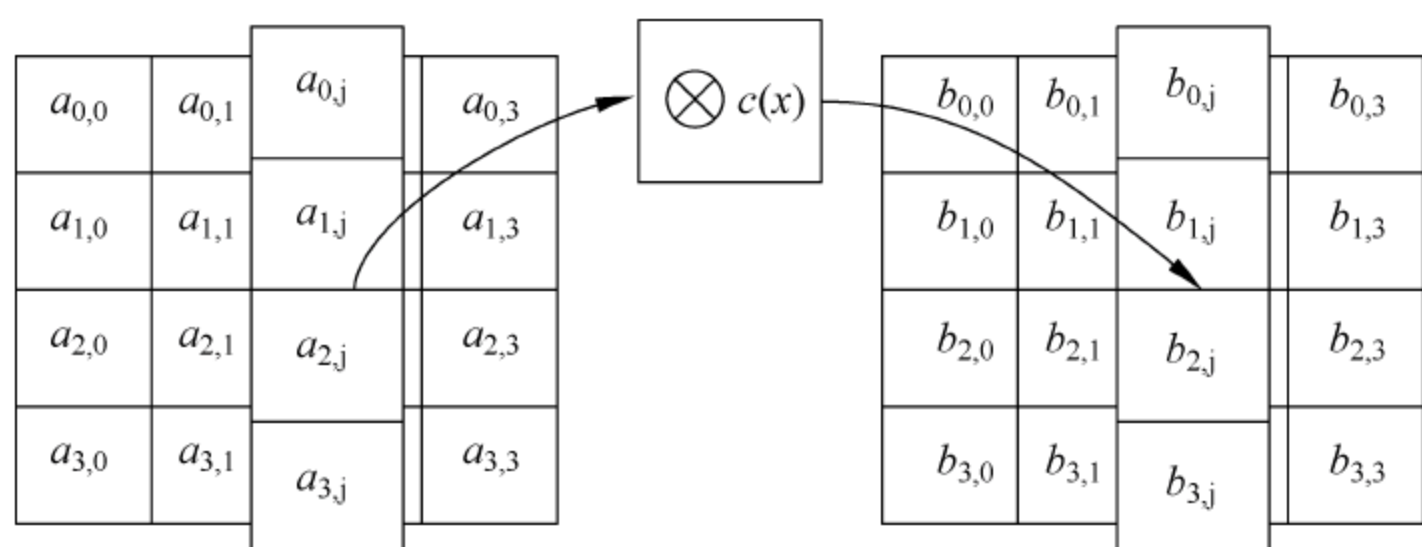 a0,0 a0,1 a0,j a0,3 ⊗ c(x) b0,0 b0,1 b0,j b0,3
a1,0 a1,1 a1,j a1,3 b1,0 b1,1 b1,j b1,3
a2,0 a2,1 a2,j a2,3 b2,0 b2,1 b2,j b2,3
a3,0 a3,1 a3,j a3,3 b3,0 b3,1 b3,j b3,3